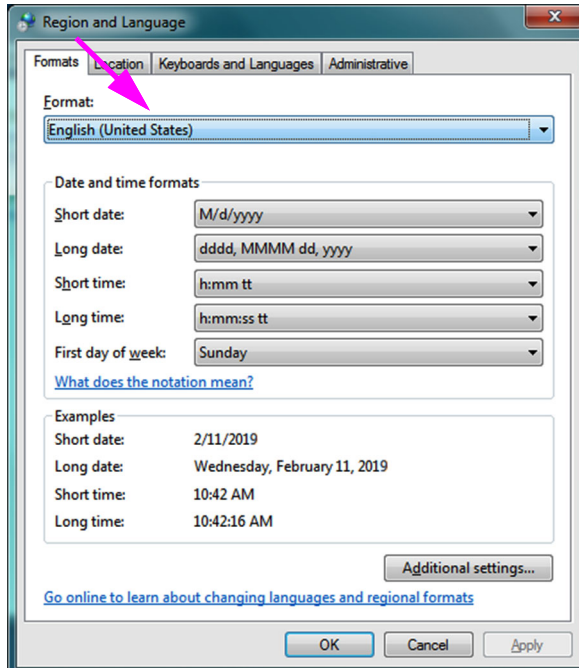 Region and Language
Formats Location Keyboards and Languages Administrative
Format:
English (United States)
Date and time formats
Short date: M/d/yyyy
Long date: dddd, MMMM dd, yyyy
Short time: h:mm tt
Long time: h:mm:ss tt
First day of week: Sunday
What does the notation mean?
Examples
Short date: 2/11/2019
Long date: Wednesday, February 11, 2019
Short time: 10:42 AM
Long time: 10:42:16 AM
Additional settings...
Go online to learn about changing languages and regional formats
OK Cancel Apply